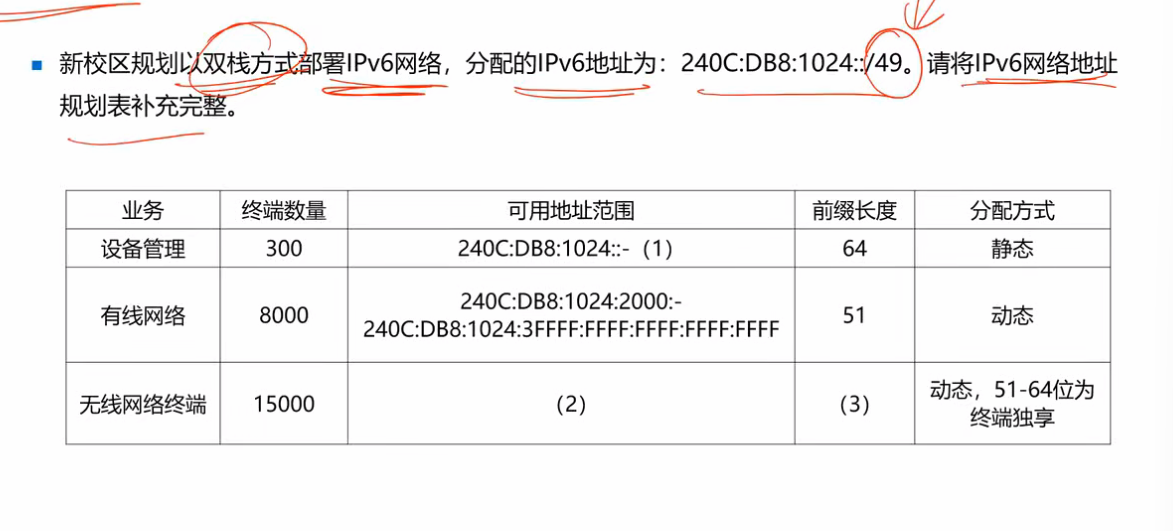 新校区规划以双栈方式部署IPv6网络，分配的IPv6地址为：240C:DB8:1024::/49。请将IPv6网络地址
规划表补充完整。
业务 终端数量 可用地址范围 前缀长度 分配方式
设备管理 300 240C:DB8:1024::-（1） 64 静态
有线网络 8000 240C:DB8:1024:2000:- 51 动态
240C:DB8:1024:3FFFF:FFFF:FFFF:FFFF:FFFF
无线网络终端 15000 （2） （3） 动态，51-64位为
终端独享